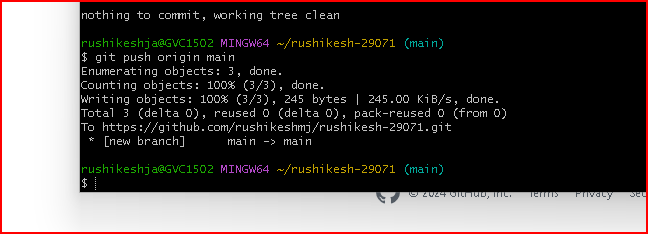 nothing to commit, working tree clean
rushikeshja@GVC1502 MINGW64 ~/rushikesh-29071 (main)
$ git push origin main
Enumerating objects: 3, done.
Counting objects: 100% (3/3), done.
Writing objects: 100% (3/3), 245 bytes | 245.00 KiB/s, done.
Total 3 (delta 0), reused 0 (delta 0), pack-reused 0 (from 0)
To https://github.com/rushikeshmj/rushikesh-29071.git
 * [new branch]      main -> main
rushikeshja@GVC1502 MINGW64 ~/rushikesh-29071 (main)
$
© 2024 GitHub, Inc. Terms Privacy Security